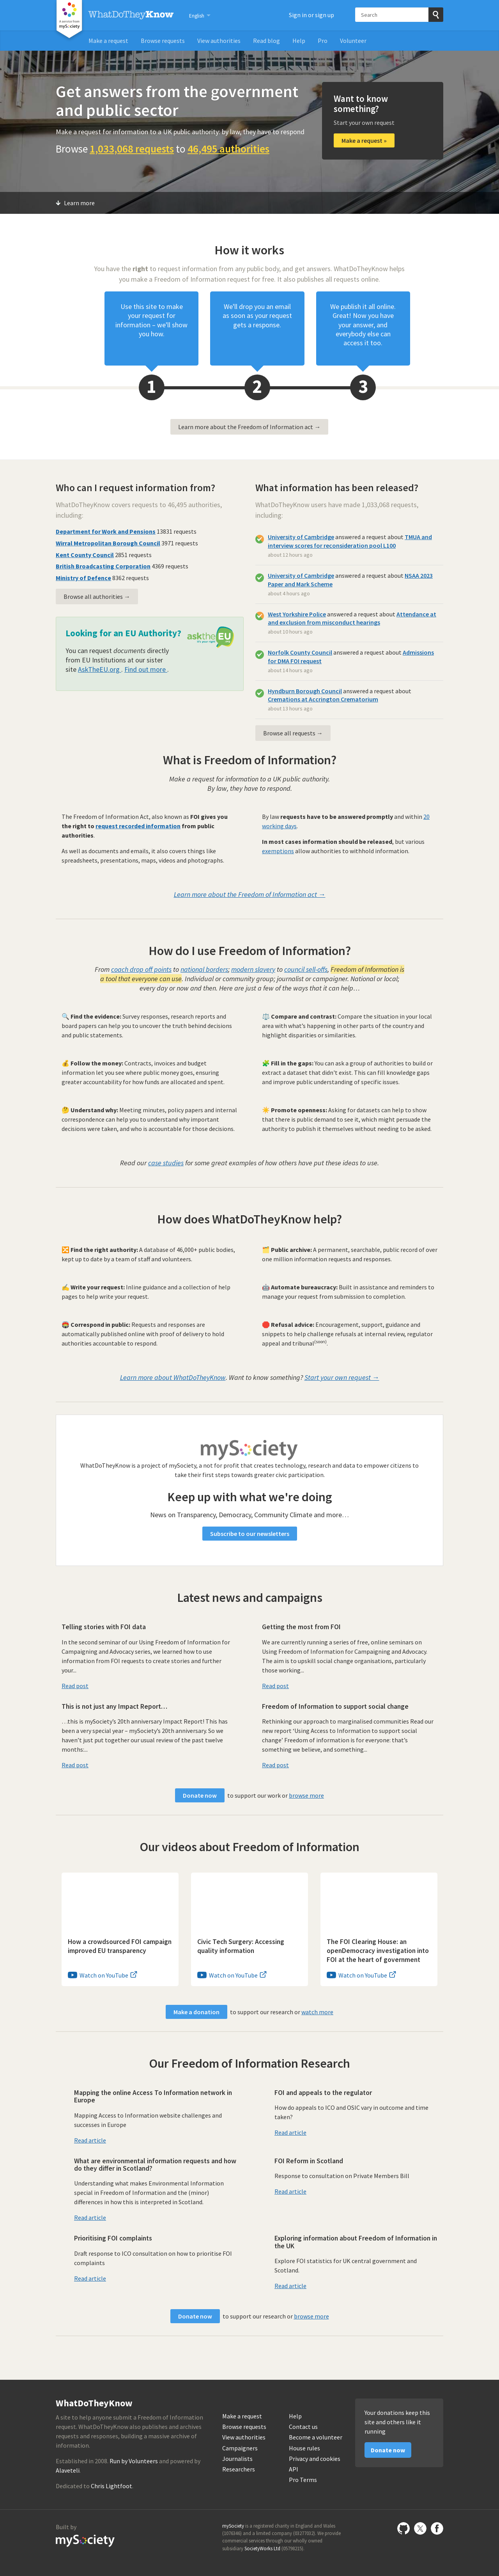 mySociety
WhatDoTheyKnow
English
Sign in or sign up
Search
Make a request
Browse requests
View authorities
Read blog
Help
Pro
Volunteer
Get answers from the government
and public sector
Make a request for information to a UK public authority: by law, they have to respond
Browse 1,033,068 requests to 46,495 authorities
Want to know
something?
Start your own request
Make a request »
Learn more
How it works
You have the right to request information from any public body, and get answers. WhatDoTheyKnow helps
you make a Freedom of Information request for free. It also publishes all requests online.
Use this site to make
your request for
information – we'll show
you how.
We'll drop you an email
as soon as your request
gets a response.
We publish it all online.
Great! Now you have
your answer, and
everybody else can
access it too.
1
2
3
Learn more about the Freedom of Information act →
Who can I request information from?
WhatDoTheyKnow covers requests to 46,495 authorities,
including:
Department for Work and Pensions 13831 requests
Wirral Metropolitan Borough Council 3971 requests
Kent County Council 2851 requests
British Broadcasting Corporation 4369 requests
Ministry of Defence 8362 requests
Browse all authorities →
Looking for an EU Authority?
asktheEU
You can request documents directly
from EU Institutions at our sister
site AskTheEU.org . Find out more .
What information has been released?
WhatDoTheyKnow users have made 1,033,068 requests,
including:
University of Cambridge answered a request about TMUA and
interview scores for reconsideration pool L100
about 12 hours ago
University of Cambridge answered a request about NSAA 2023
Paper and Mark Scheme
about 4 hours ago
West Yorkshire Police answered a request about Attendance at
and exclusion from misconduct hearings
about 10 hours ago
Norfolk County Council answered a request about Admissions
for DMA FOI request
about 14 hours ago
Hyndburn Borough Council answered a request about
Cremations at Accrington Crematorium
about 13 hours ago
Browse all requests →
What is Freedom of Information?
Make a request for information to a UK public authority.
By law, they have to respond.
The Freedom of Information Act, also known as FOI gives you
the right to request recorded information from public
authorities.
As well as documents and emails, it also covers things like
spreadsheets, presentations, maps, videos and photographs.
By law requests have to be answered promptly and within 20
working days.
In most cases information should be released, but various
exemptions allow authorities to withhold information.
Learn more about the Freedom of Information act →
How do I use Freedom of Information?
From coach drop off points to national borders; modern slavery to council sell-offs, Freedom of Information is
a tool that everyone can use. Individual or community group; journalist or campaigner. National or local;
every day or now and then. Here are just a few of the ways that it can help…
🔍 Find the evidence: Survey responses, research reports and
board papers can help you to uncover the truth behind decisions
and public statements.
⚖️ Compare and contrast: Compare the situation in your local
area with what's happening in other parts of the country and
highlight disparities or similarities.
💰 Follow the money: Contracts, invoices and budget
information let you see where public money goes, ensuring
greater accountability for how funds are allocated and spent.
🧩 Fill in the gaps: You can ask a group of authorities to build or
extract a dataset that didn't exist. This can fill knowledge gaps
and improve public understanding of specific issues.
🤔 Understand why: Meeting minutes, policy papers and internal
correspondence can help you to understand why important
decisions were taken, and who is accountable for those decisions.
☀️ Promote openness: Asking for datasets can help to show
that there is public demand to see it, which might persuade the
authority to publish it themselves without needing to be asked.
Read our case studies for some great examples of how others have put these ideas to use.
How does WhatDoTheyKnow help?
🔀 Find the right authority: A database of 46,000+ public bodies,
kept up to date by a team of staff and volunteers.
🗂️ Public archive: A permanent, searchable, public record of over
one million information requests and responses.
✍️ Write your request: Inline guidance and a collection of help
pages to help write your request.
🤖 Automate bureaucracy: Built in assistance and reminders to
manage your request from submission to completion.
Correspond in public: Requests and responses are
automatically published online with proof of delivery to hold
authorities accountable to respond.
🛑 Refusal advice: Encouragement, support, guidance and
snippets to help challenge refusals at internal review, regulator
appeal and tribunal(soon).
Learn more about WhatDoTheyKnow. Want to know something? Start your own request →
mySociety
WhatDoTheyKnow is a project of mySociety, a not for profit that creates technology, research and data to empower citizens to
take their first steps towards greater civic participation.
Keep up with what we're doing
News on Transparency, Democracy, Community Climate and more…
Subscribe to our newsletters
Latest news and campaigns
Telling stories with FOI data
In the second seminar of our Using Freedom of Information for
Campaigning and Advocacy series, we learned how to use
information from FOI requests to create stories and further
your...
Read post
Getting the most from FOI
We are currently running a series of free, online seminars on
Using Freedom of Information for Campaigning and Advocacy.
The aim is to upskill social change organisations, particularly
those working...
Read post
This is not just any Impact Report…
…this is mySociety's 20th anniversary Impact Report! This has
been a very special year – mySociety's 20th anniversary. So we
haven't just put together our usual review of the past twelve
months:...
Read post
Freedom of Information to support social change
Rethinking our approach to marginalised communities Read our
new report 'Using Access to Information to support social
change' Freedom of information is for everyone: that's
something we believe, and something...
Read post
Donate now to support our work or browse more
Our videos about Freedom of Information
How a crowdsourced FOI campaign
improved EU transparency
Watch on YouTube
Civic Tech Surgery: Accessing
quality information
Watch on YouTube
The FOI Clearing House: an
openDemocracy investigation into
FOI at the heart of government
Watch on YouTube
Make a donation to support our research or watch more
Our Freedom of Information Research
Mapping the online Access To Information network in
Europe
Mapping Access to Information website challenges and
successes in Europe
Read article
FOI and appeals to the regulator
How do appeals to ICO and OSIC vary in outcome and time
taken?
Read article
What are environmental information requests and how
do they differ in Scotland?
Understanding what makes Environmental Information
special in Freedom of Information and the (minor)
differences in how this is interpreted in Scotland.
Read article
FOI Reform in Scotland
Response to consultation on Private Members Bill
Read article
Prioritising FOI complaints
Draft response to ICO consultation on how to prioritise FOI
complaints
Read article
Exploring information about Freedom of Information in
the UK
Explore FOI statistics for UK central government and
Scotland.
Read article
Donate now to support our research or browse more
WhatDoTheyKnow
A site to help anyone submit a Freedom of Information
request. WhatDoTheyKnow also publishes and archives
requests and responses, building a massive archive of
information.
Established in 2008. Run by Volunteers and powered by
Alaveteli.
Dedicated to Chris Lightfoot.
Make a request
Browse requests
View authorities
Campaigners
Journalists
Researchers
Help
Contact us
Become a volunteer
House rules
Privacy and cookies
API
Pro Terms
Your donations keep this
site and others like it
running
Donate now
Built by
mySociety
mySociety is a registered charity in England and Wales
(1076346) and a limited company (03277032). We provide
commercial services through our wholly owned
subsidiary SocietyWorks Ltd (05798215).